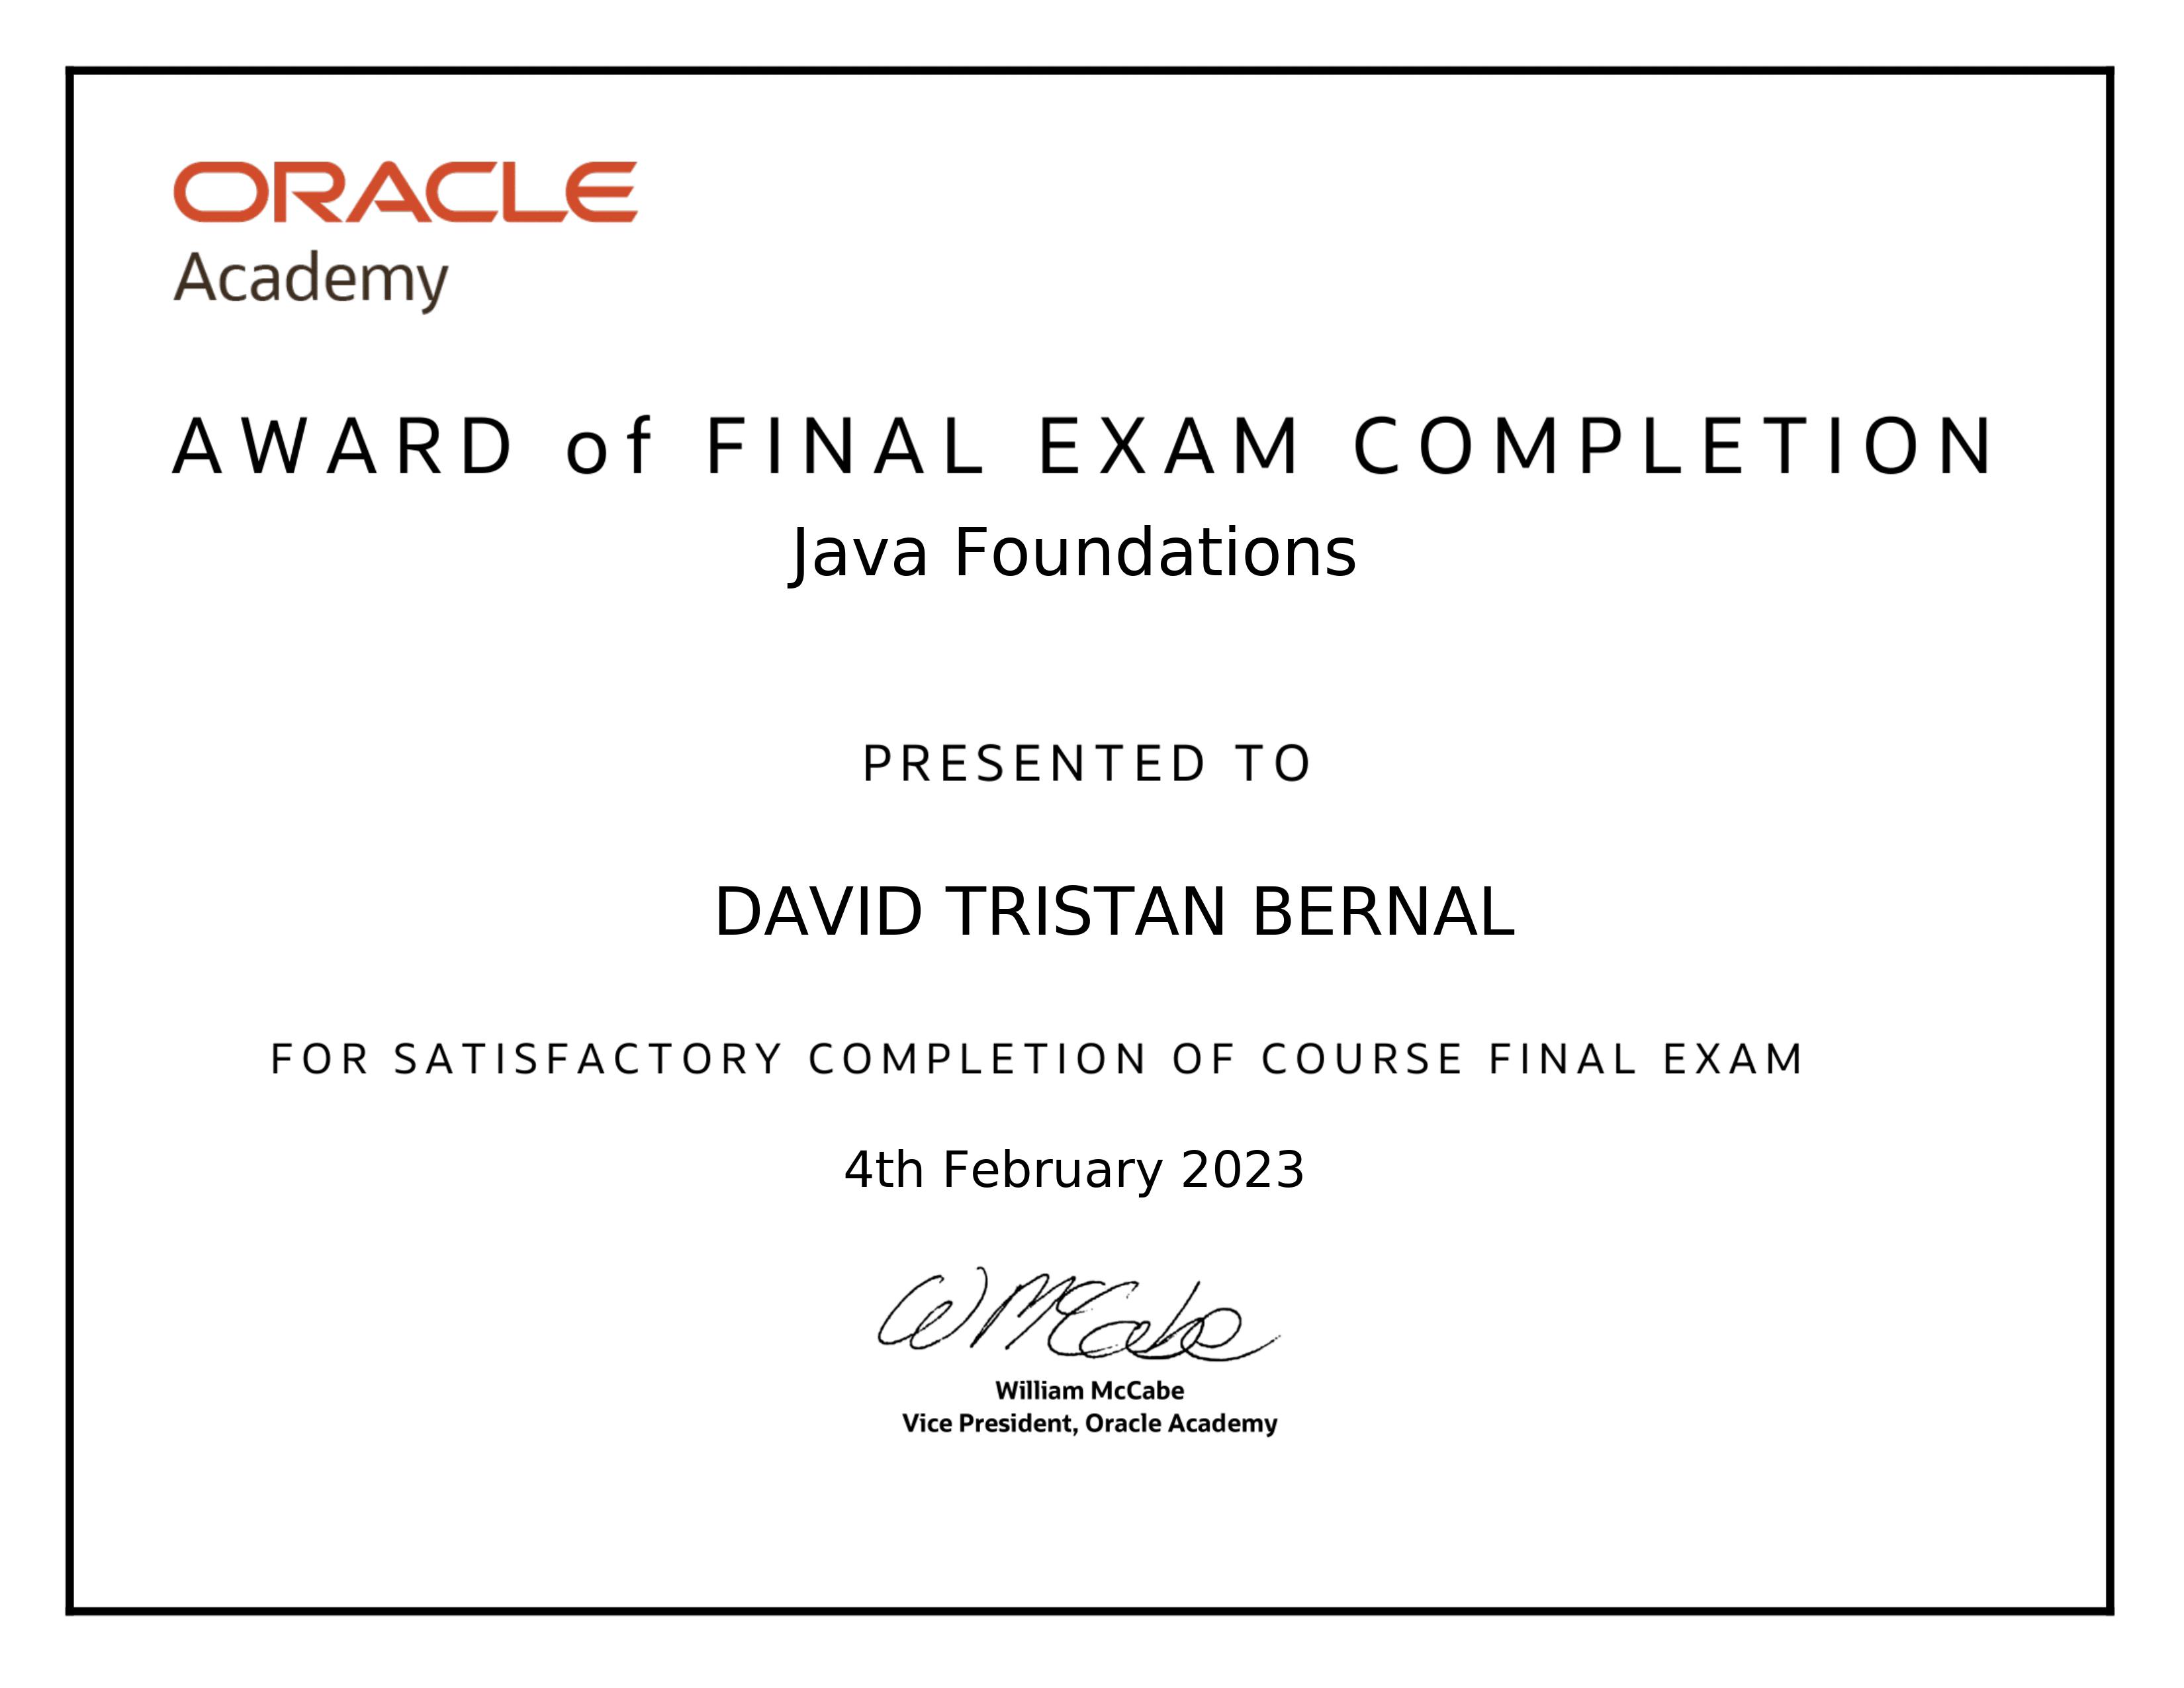 ORACLE
Academy
AWARD of FINAL EXAM COMPLETION
Java Foundations
PRESENTED TO
DAVID TRISTAN BERNAL
FOR SATISFACTORY COMPLETION OF COURSE FINAL EXAM
4th February 2023
W McCabe
William McCabe
Vice President, Oracle Academy